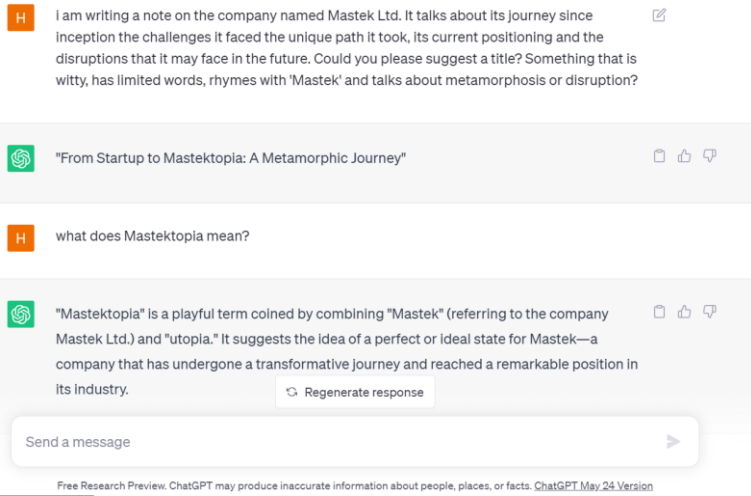 H
i am writing a note on the company named Mastek Ltd. It talks about its journey since
inception the challenges it faced the unique path it took, its current positioning and the
disruptions that it may face in the future. Could you please suggest a title? Something that is
witty, has limited words, rhymes with 'Mastek' and talks about metamorphosis or disruption?
"From Startup to Mastektopia: A Metamorphic Journey"
H
what does Mastektopia mean?
"Mastektopia" is a playful term coined by combining "Mastek" (referring to the company
Mastek Ltd.) and "utopia." It suggests the idea of a perfect or ideal state for Mastek—a
company that has undergone a transformative journey and reached a remarkable position in
its industry.
Regenerate response
Send a message
Free Research Preview. ChatGPT may produce inaccurate information about people, places, or facts. ChatGPT May 24 Version